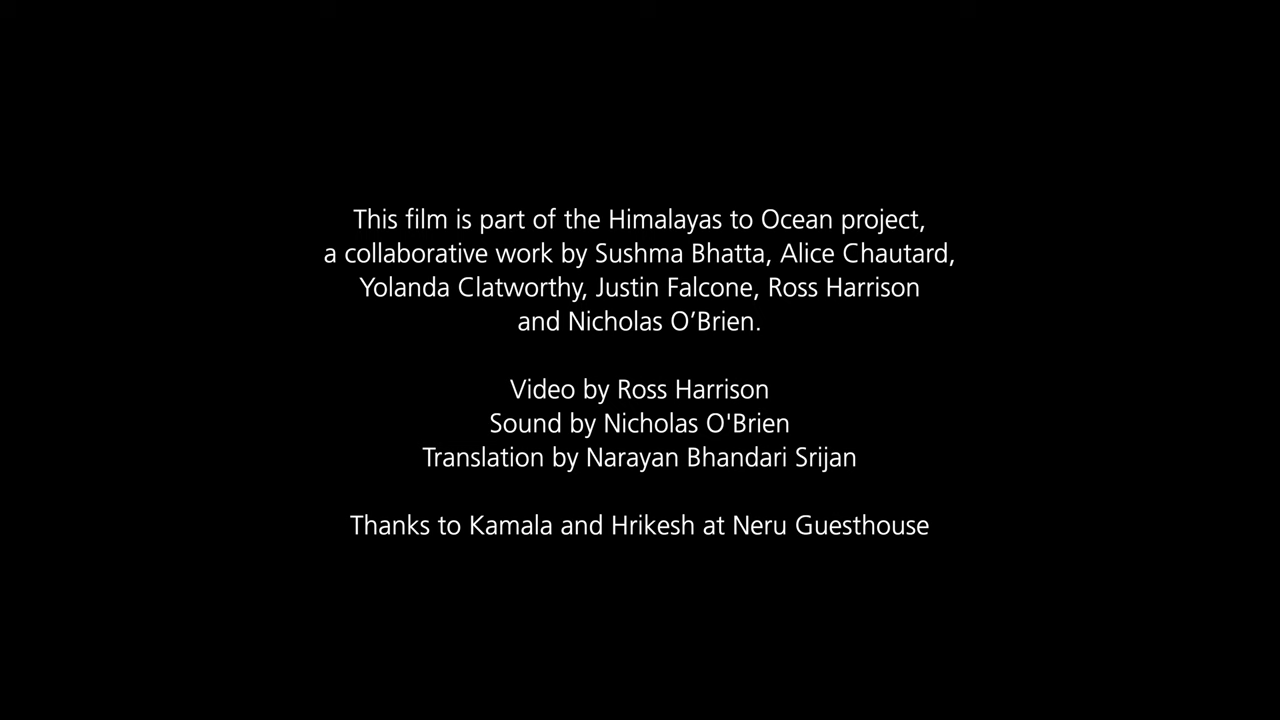 This film is part of the Himalayas to Ocean project,
a collaborative work by Sushma Bhatta, Alice Chautard,
Yolanda Clatworthy, Justin Falcone, Ross Harrison
and Nicholas O’Brien.
Video by Ross Harrison
Sound by Nicholas O'Brien
Translation by Narayan Bhandari Srijan
Thanks to Kamala and Hrikesh at Neru Guesthouse